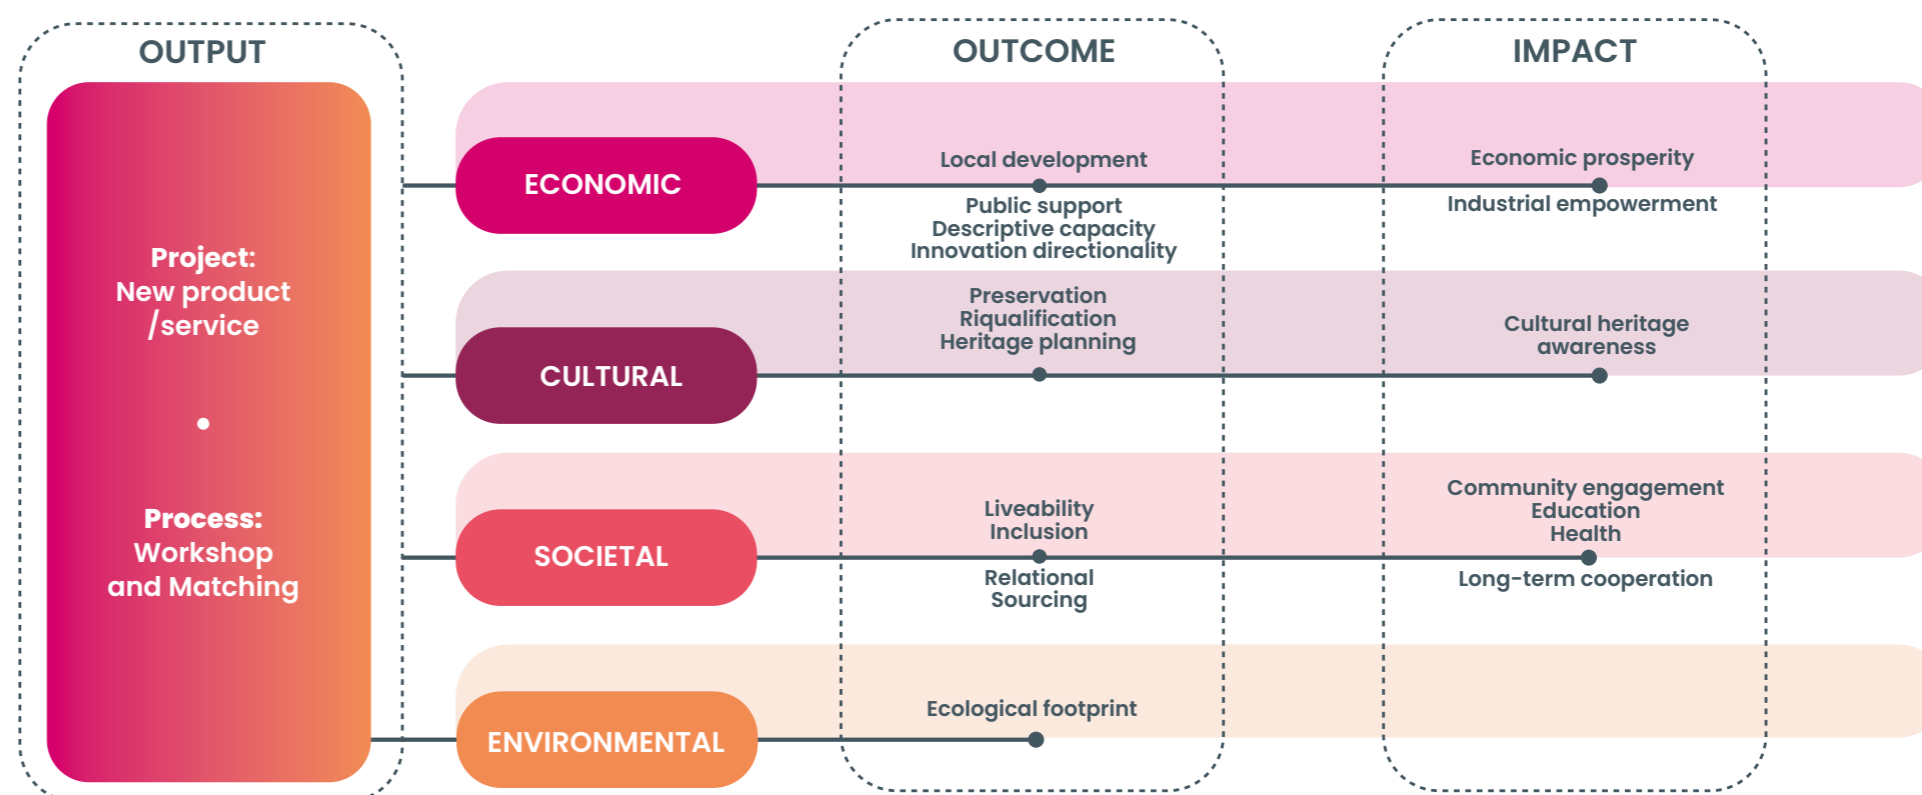 OUTPUT
OUTCOME
IMPACT
Project:
New product
/service
•
Process:
Workshop
and Matching
ECONOMIC
Local development
Public support
Descriptive capacity
Innovation directionality
Economic prosperity
Industrial empowerment
CULTURAL
Preservation
Riqualification
Heritage planning
Cultural heritage
awareness
SOCIETAL
Liveability
Inclusion
Relational
Sourcing
Community engagement
Education
Health
Long-term cooperation
ENVIRONMENTAL
Ecological footprint